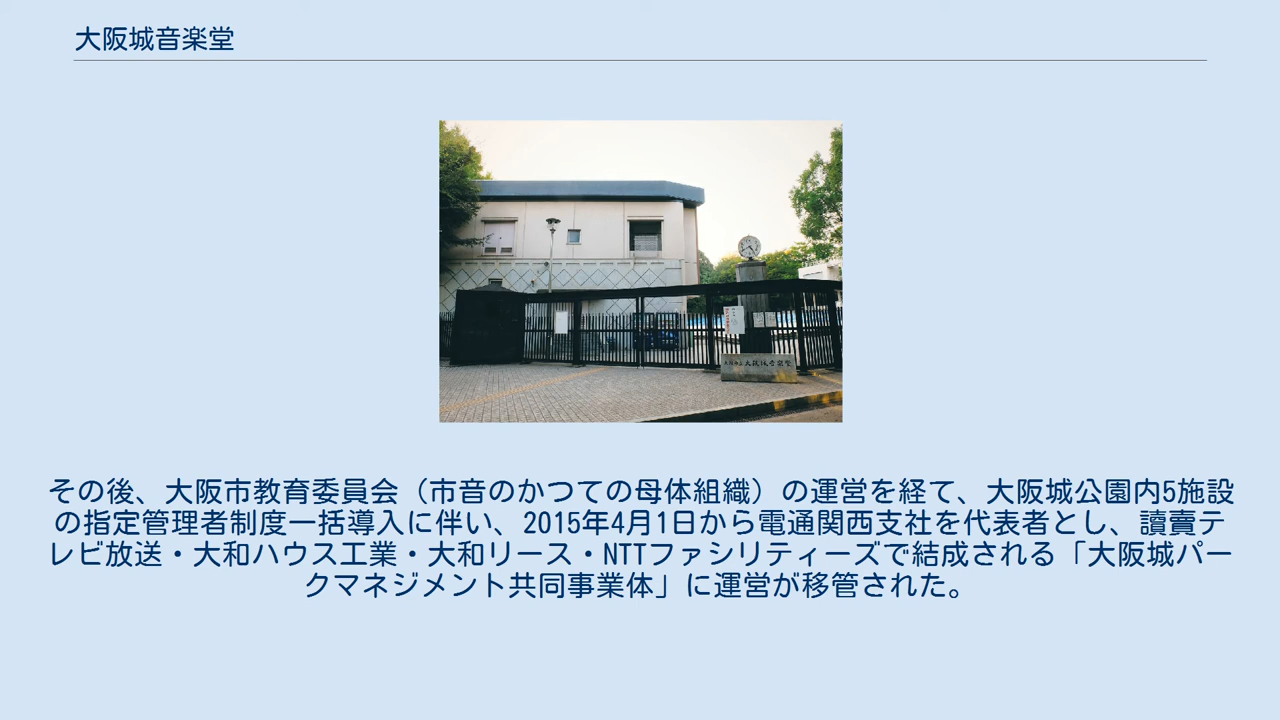 大阪城音楽堂
大阪城音楽堂
その後、大阪市教育委員会（市音のかつての母体組織）の運営を経て、大阪城公園内5施設
の指定管理者制度一括導入に伴い、2015年4月1日から電通関西支社を代表者とし、讀賣テ
レビ放送・大和ハウス工業・大和リース・NTTファシリティーズで結成される「大阪城パー
クマネジメント共同事業体」に運営が移管された。